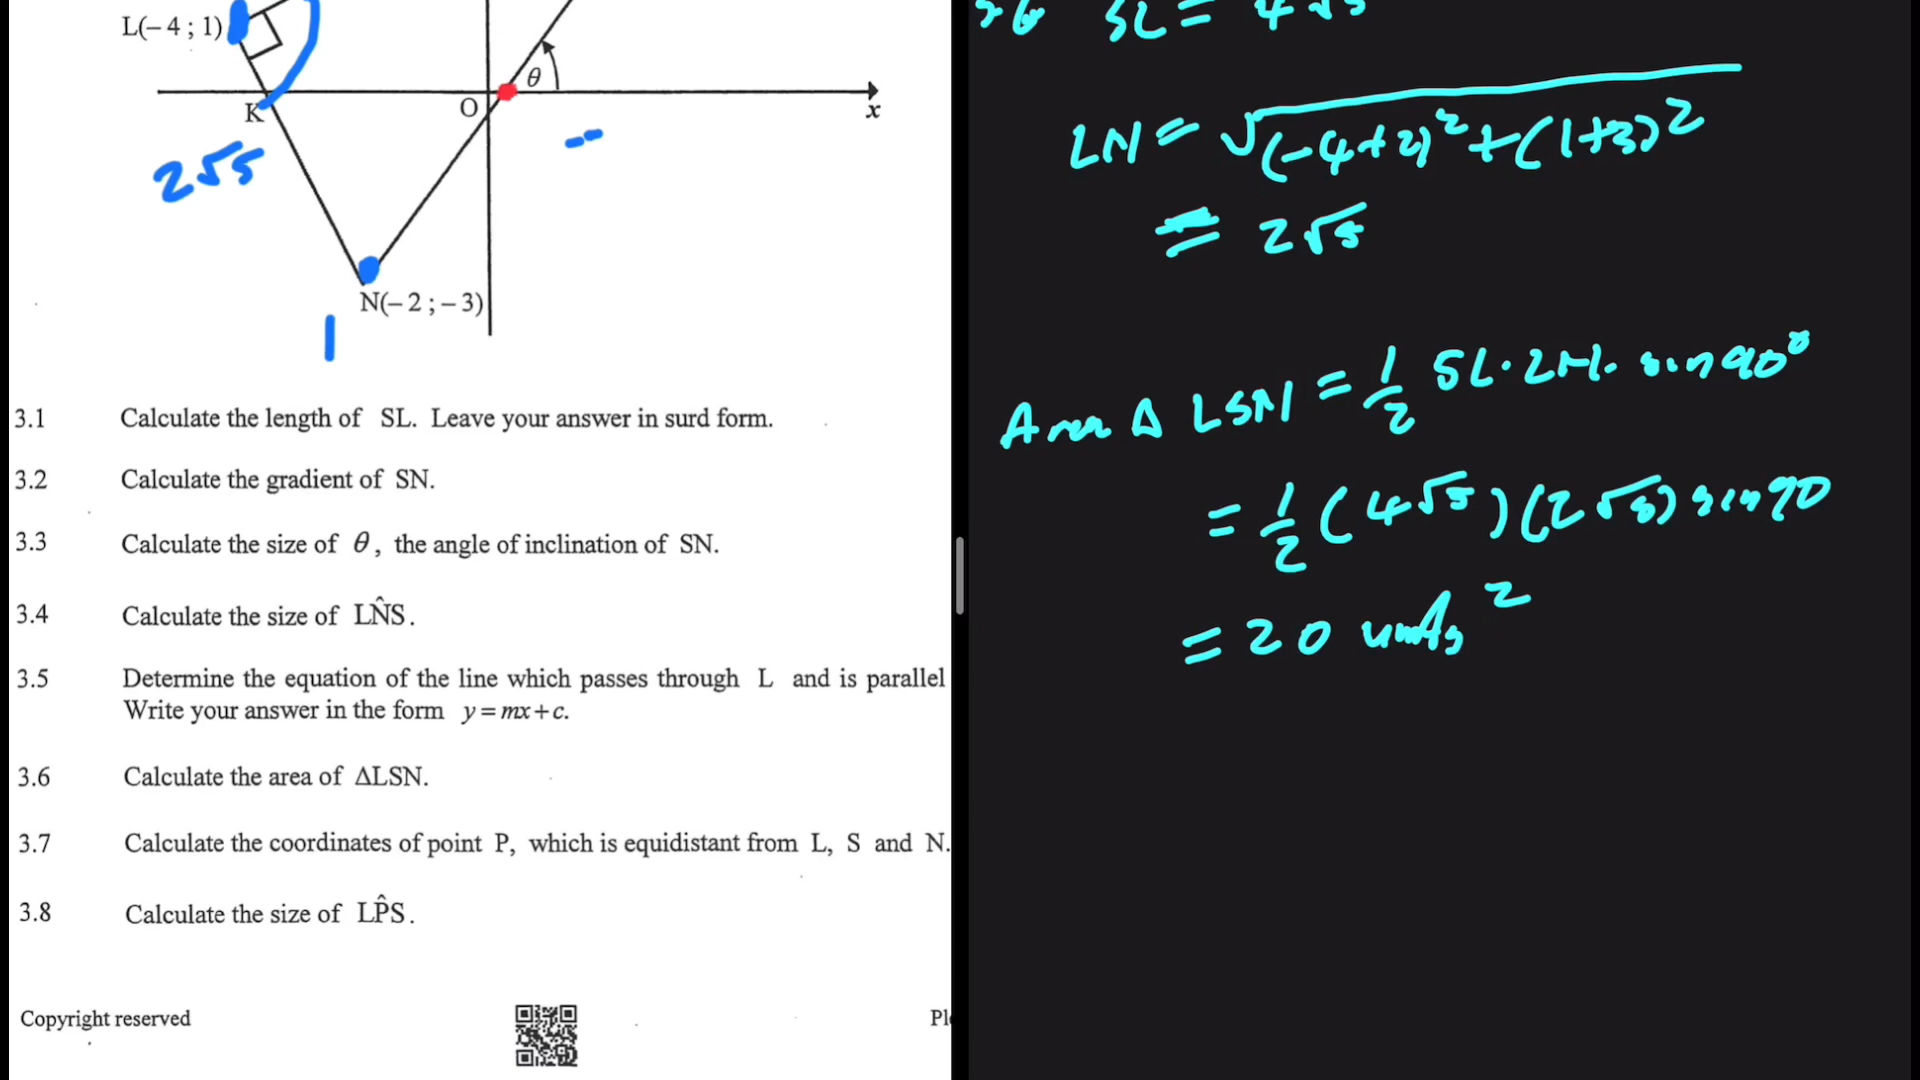 L(– 4 ; 1)
θ
K
O
x
2√5
N(– 2 ; – 3)
3.1 Calculate the length of SL. Leave your answer in surd form.
3.2 Calculate the gradient of SN.
3.3 Calculate the size of θ, the angle of inclination of SN.
3.4 Calculate the size of LN̂S.
3.5 Determine the equation of the line which passes through L and is parallel
Write your answer in the form y = mx + c.
3.6 Calculate the area of ΔLSN.
3.7 Calculate the coordinates of point P, which is equidistant from L, S and N.
3.8 Calculate the size of LP̂S.
Copyright reserved
SL = 4√5
LN = √(-4+2)²+(1+3)²
= 2√5
Area Δ LSN = 1/2 SL·LN. sin90°
= 1/2 (4√5)(2√5) sin90
= 20 units²